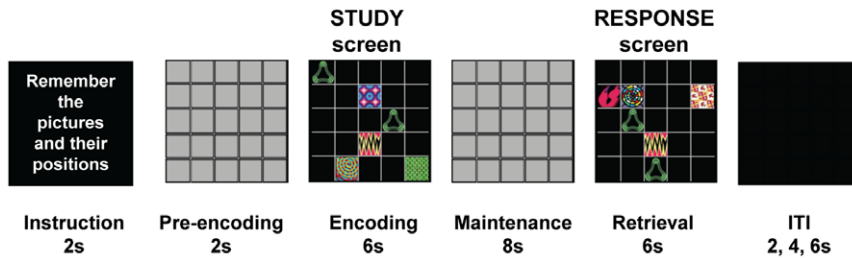 STUDY
screen
RESPONSE
screen
Remember
the
pictures
and their
positions
Instruction
2s
Pre-encoding
2s
Encoding
6s
Maintenance
8s
Retrieval
6s
ITI
2, 4, 6s